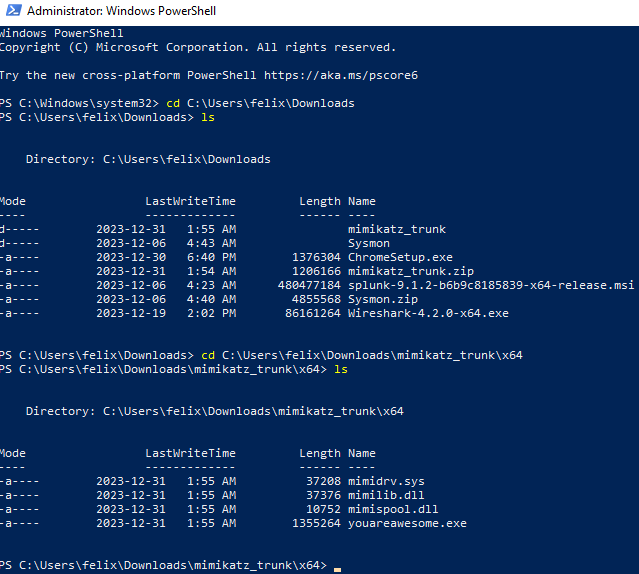 Administrator: Windows PowerShell
Windows PowerShell
Copyright (C) Microsoft Corporation. All rights reserved.
Try the new cross-platform PowerShell https://aka.ms/pscore6
PS C:\Windows\system32> cd C:\Users\felix\Downloads
PS C:\Users\felix\Downloads> ls
Directory: C:\Users\felix\Downloads
Mode LastWriteTime Length Name
---- ------------- ------ ----
d----- 2023-12-31 1:55 AM mimikatz_trunk
d----- 2023-12-06 4:43 AM Sysmon
-a---- 2023-12-30 6:40 PM 1376304 ChromeSetup.exe
-a---- 2023-12-31 1:54 AM 1206166 mimikatz_trunk.zip
-a---- 2023-12-06 4:23 AM 480477184 splunk-9.1.2-b6b9c8185839-x64-release.msi
-a---- 2023-12-06 4:40 AM 4855568 Sysmon.zip
-a---- 2023-12-19 2:02 PM 86161264 Wireshark-4.2.0-x64.exe
PS C:\Users\felix\Downloads> cd C:\Users\felix\Downloads\mimikatz_trunk\x64
PS C:\Users\felix\Downloads\mimikatz_trunk\x64> ls
Directory: C:\Users\felix\Downloads\mimikatz_trunk\x64
Mode LastWriteTime Length Name
---- ------------- ------ ----
-a---- 2023-12-31 1:55 AM 37208 mimidrv.sys
-a---- 2023-12-31 1:55 AM 37376 mimilib.dll
-a---- 2023-12-31 1:55 AM 10752 mimispool.dll
-a---- 2023-12-31 1:55 AM 1355264 youareawesome.exe
PS C:\Users\felix\Downloads\mimikatz_trunk\x64>